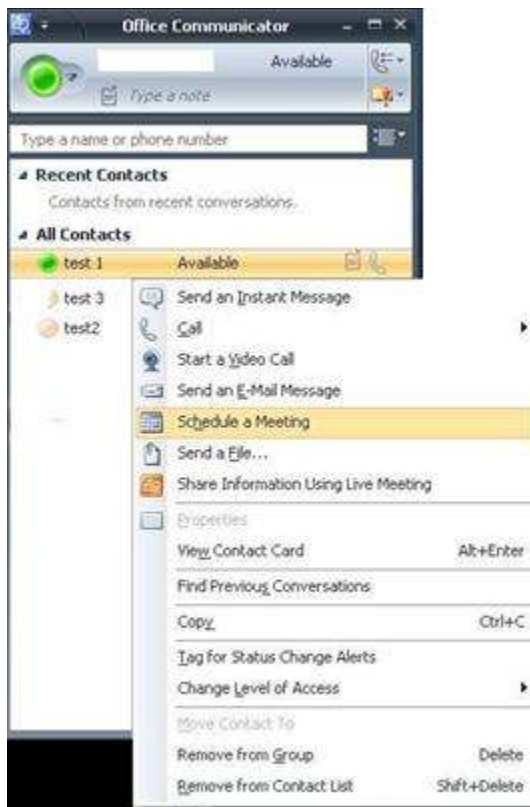 Office Communicator
Available
Type a note
Type a name or phone number
Recent Contacts
Contacts from recent conversations.
All Contacts
test 1 Available
test 3
test2
Send an Instant Message
Call
Start a Video Call
Send an E-Mail Message
Schedule a Meeting
Send a File...
Share Information Using Live Meeting
Properties
View Contact Card Alt+Enter
Find Previous Conversations
Copy Ctrl+C
Tag for Status Change Alerts
Change Level of Access
Move Contact To
Remove from Group Delete
Remove from Contact List Shift+Delete